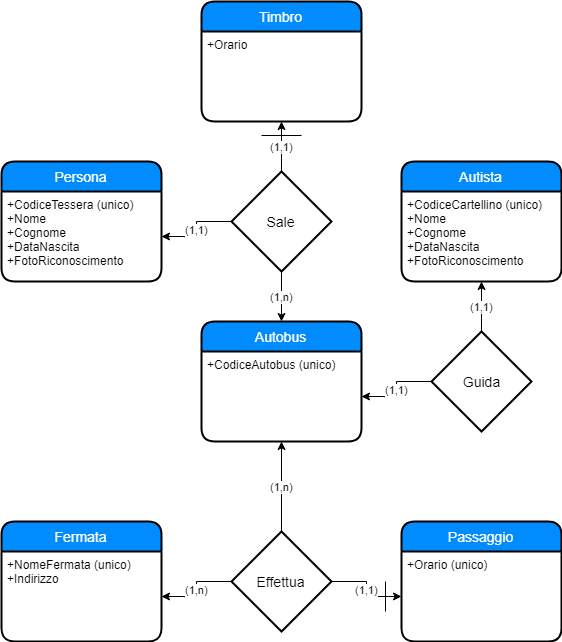 Timbro
+Orario
(1,1)
Persona
+CodiceTessera (unico)
+Nome
+Cognome
+DataNascita
+FotoRiconoscimento
(1,1)
Sale
Autista
+CodiceCartellino (unico)
+Nome
+Cognome
+DataNascita
+FotoRiconoscimento
(1,n)
(1,1)
Autobus
+CodiceAutobus (unico)
(1,1)
Guida
(1,n)
Fermata
+NomeFermata (unico)
+Indirizzo
(1,n)
Effettua
(1,1)
Passaggio
+Orario (unico)